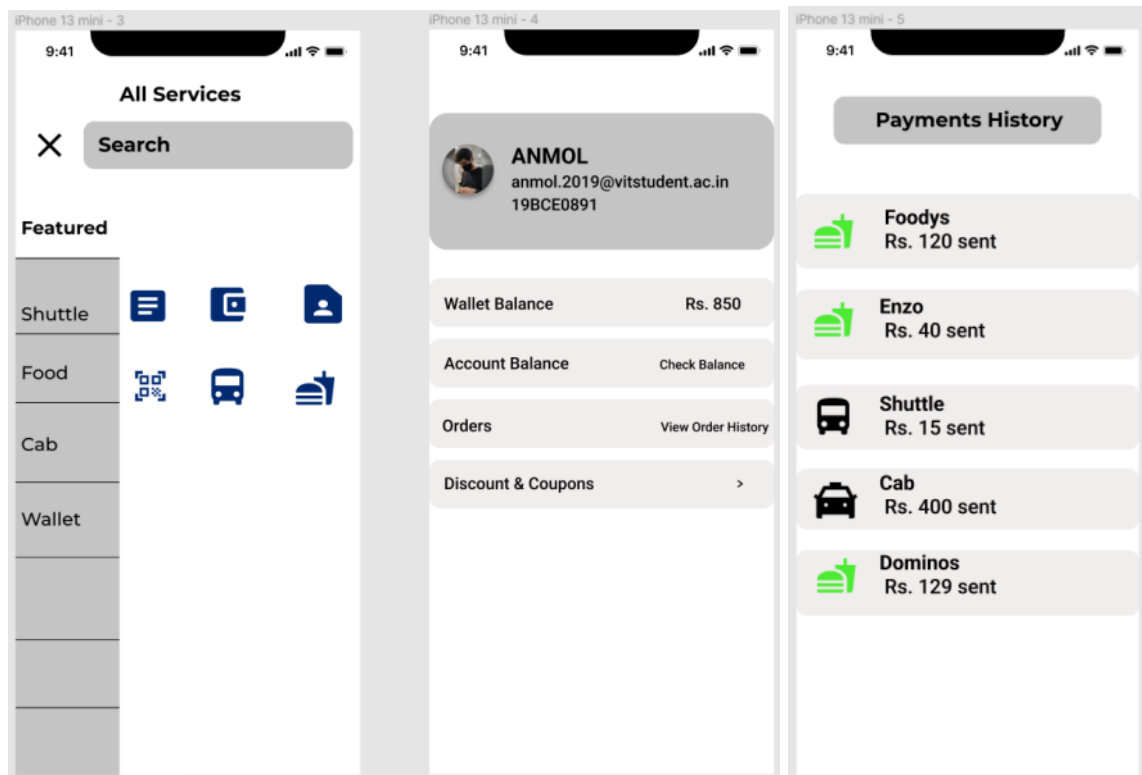 iPhone 13 mini - 3
9:41
All Services
Search
Featured
Shuttle
Food
Cab
Wallet
iPhone 13 mini - 4
9:41
ANMOL
anmol.2019@vitstudent.ac.in
19BCE0891
Wallet Balance Rs. 850
Account Balance Check Balance
Orders View Order History
Discount & Coupons >
iPhone 13 mini - 5
9:41
Payments History
Foodys
Rs. 120 sent
Enzo
Rs. 40 sent
Shuttle
Rs. 15 sent
Cab
Rs. 400 sent
Dominos
Rs. 129 sent